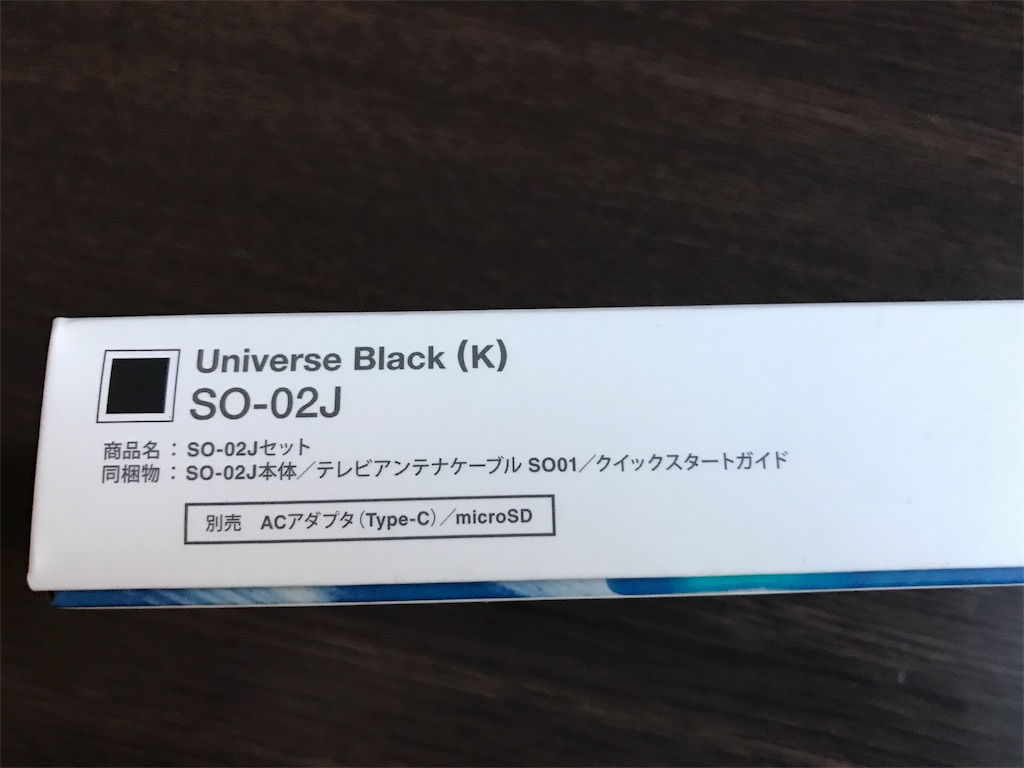 Universe Black (K)
SO-02J
商品名：SO-02Jセット
同梱物：SO-02J本体／テレビアンテナケーブル SO01／クイックスタートガイド
別売　ACアダプタ（Type-C）／microSD